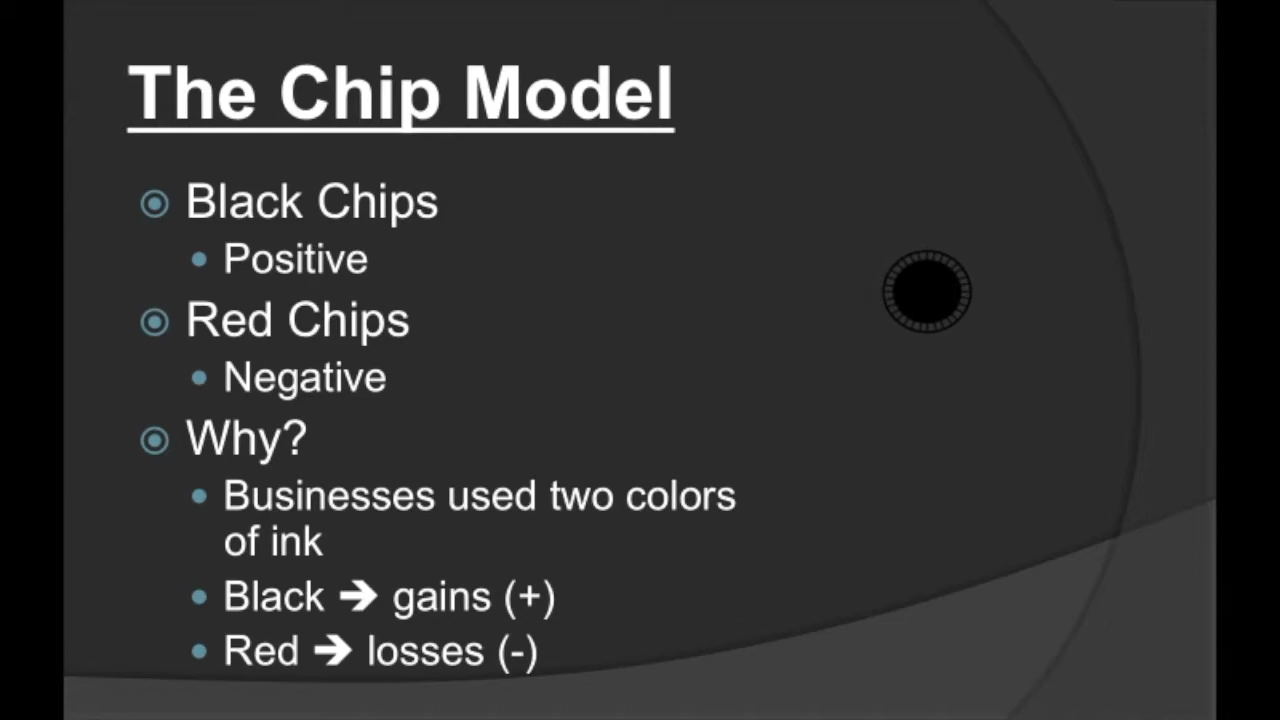 The Chip Model
Black Chips
Positive
Red Chips
Negative
Why?
Businesses used two colors
of ink
Black ➔ gains (+)
Red ➔ losses (-)